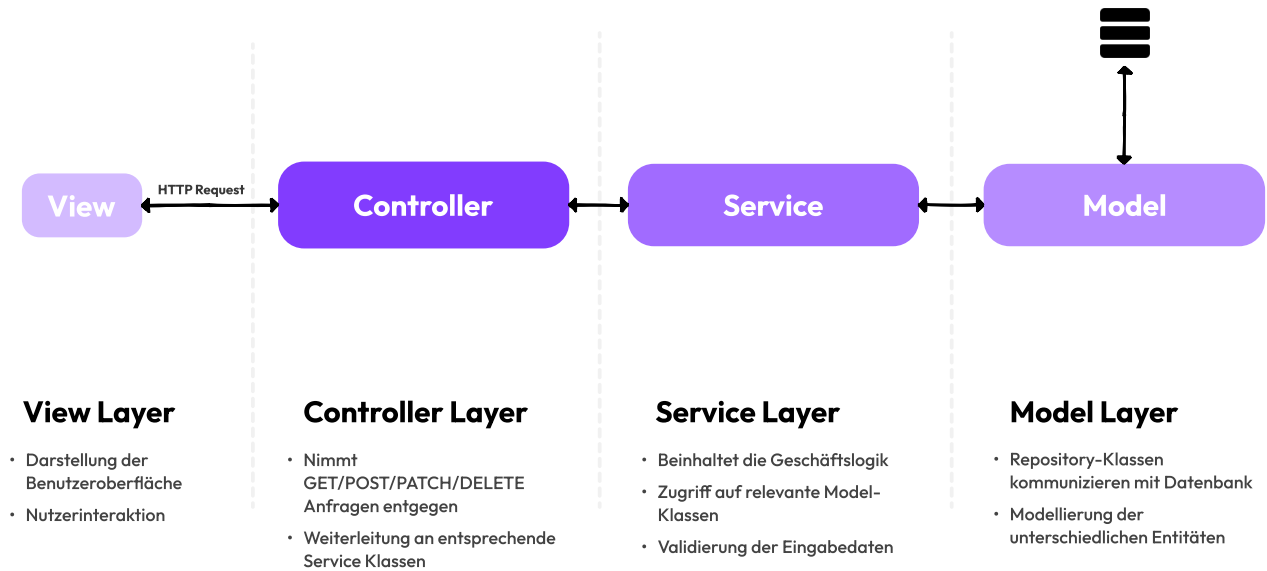 HTTP Request
View
Controller
Service
Model
View Layer
• Darstellung der
Benutzeroberfläche
• Nutzerinteraktion
Controller Layer
• Nimmt
GET/POST/PATCH/DELETE
Anfragen entgegen
• Weiterleitung an entsprechende
Service Klassen
Service Layer
• Beinhaltet die Geschäftslogik
• Zugriff auf relevante Model-
Klassen
• Validierung der Eingabedaten
Model Layer
• Repository-Klassen
kommunizieren mit Datenbank
• Modellierung der
unterschiedlichen Entitäten